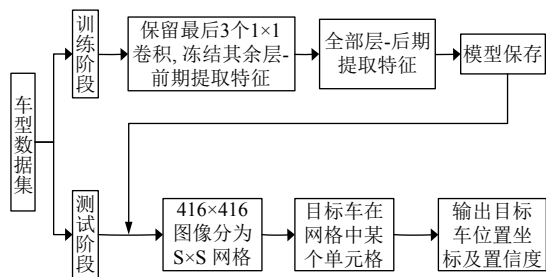 车型数据集
训练阶段
保留最后3个1×1
卷积, 冻结其余层-
前期提取特征
全部层-后期
提取特征
模型保存
测试阶段
416×416
图像分为
S×S 网格
目标车在
网格中某
个单元格
输出目标
车位置坐
标及置信度